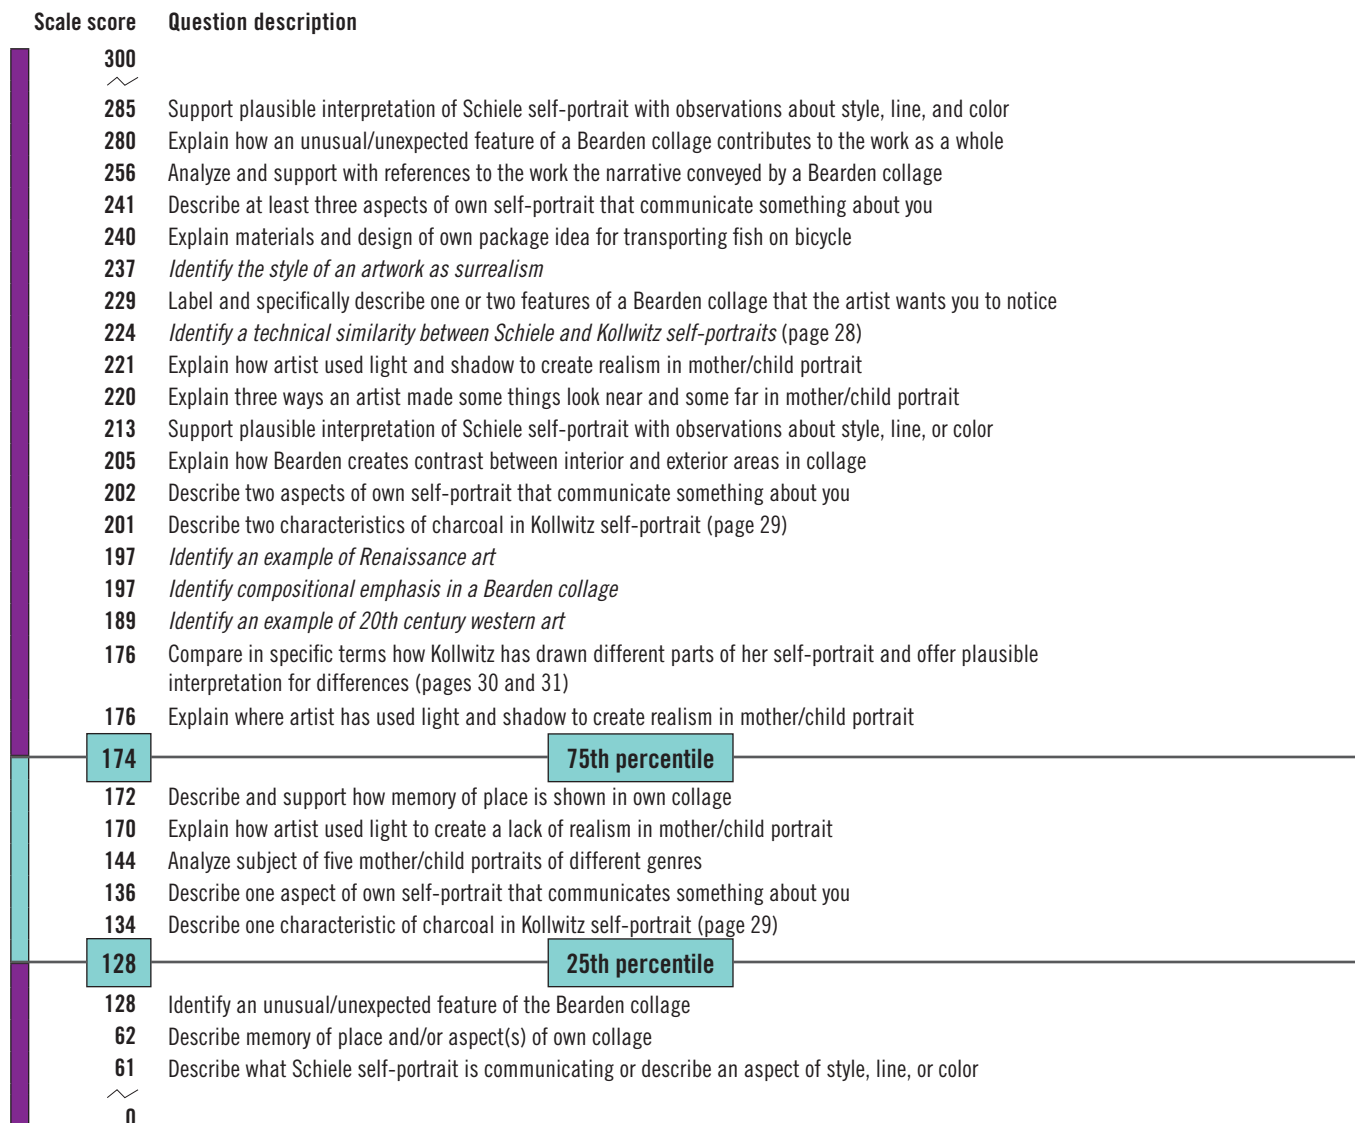 Scale score Question description
300
285 Support plausible interpretation of Schiele self-portrait with observations about style, line, and color
280 Explain how an unusual/unexpected feature of a Bearden collage contributes to the work as a whole
256 Analyze and support with references to the work the narrative conveyed by a Bearden collage
241 Describe at least three aspects of own self-portrait that communicate something about you
240 Explain materials and design of own package idea for transporting fish on bicycle
237 Identify the style of an artwork as surrealism
229 Label and specifically describe one or two features of a Bearden collage that the artist wants you to notice
224 Identify a technical similarity between Schiele and Kollwitz self-portraits (page 28)
221 Explain how artist used light and shadow to create realism in mother/child portrait
220 Explain three ways an artist made some things look near and some far in mother/child portrait
213 Support plausible interpretation of Schiele self-portrait with observations about style, line, or color
205 Explain how Bearden creates contrast between interior and exterior areas in collage
202 Describe two aspects of own self-portrait that communicate something about you
201 Describe two characteristics of charcoal in Kollwitz self-portrait (page 29)
197 Identify an example of Renaissance art
197 Identify compositional emphasis in a Bearden collage
189 Identify an example of 20th century western art
176 Compare in specific terms how Kollwitz has drawn different parts of her self-portrait and offer plausible
interpretation for differences (pages 30 and 31)
176 Explain where artist has used light and shadow to create realism in mother/child portrait
174 75th percentile
172 Describe and support how memory of place is shown in own collage
170 Explain how artist used light to create a lack of realism in mother/child portrait
144 Analyze subject of five mother/child portraits of different genres
136 Describe one aspect of own self-portrait that communicates something about you
134 Describe one characteristic of charcoal in Kollwitz self-portrait (page 29)
128 25th percentile
128 Identify an unusual/unexpected feature of the Bearden collage
62 Describe memory of place and/or aspect(s) of own collage
61 Describe what Schiele self-portrait is communicating or describe an aspect of style, line, or color
0